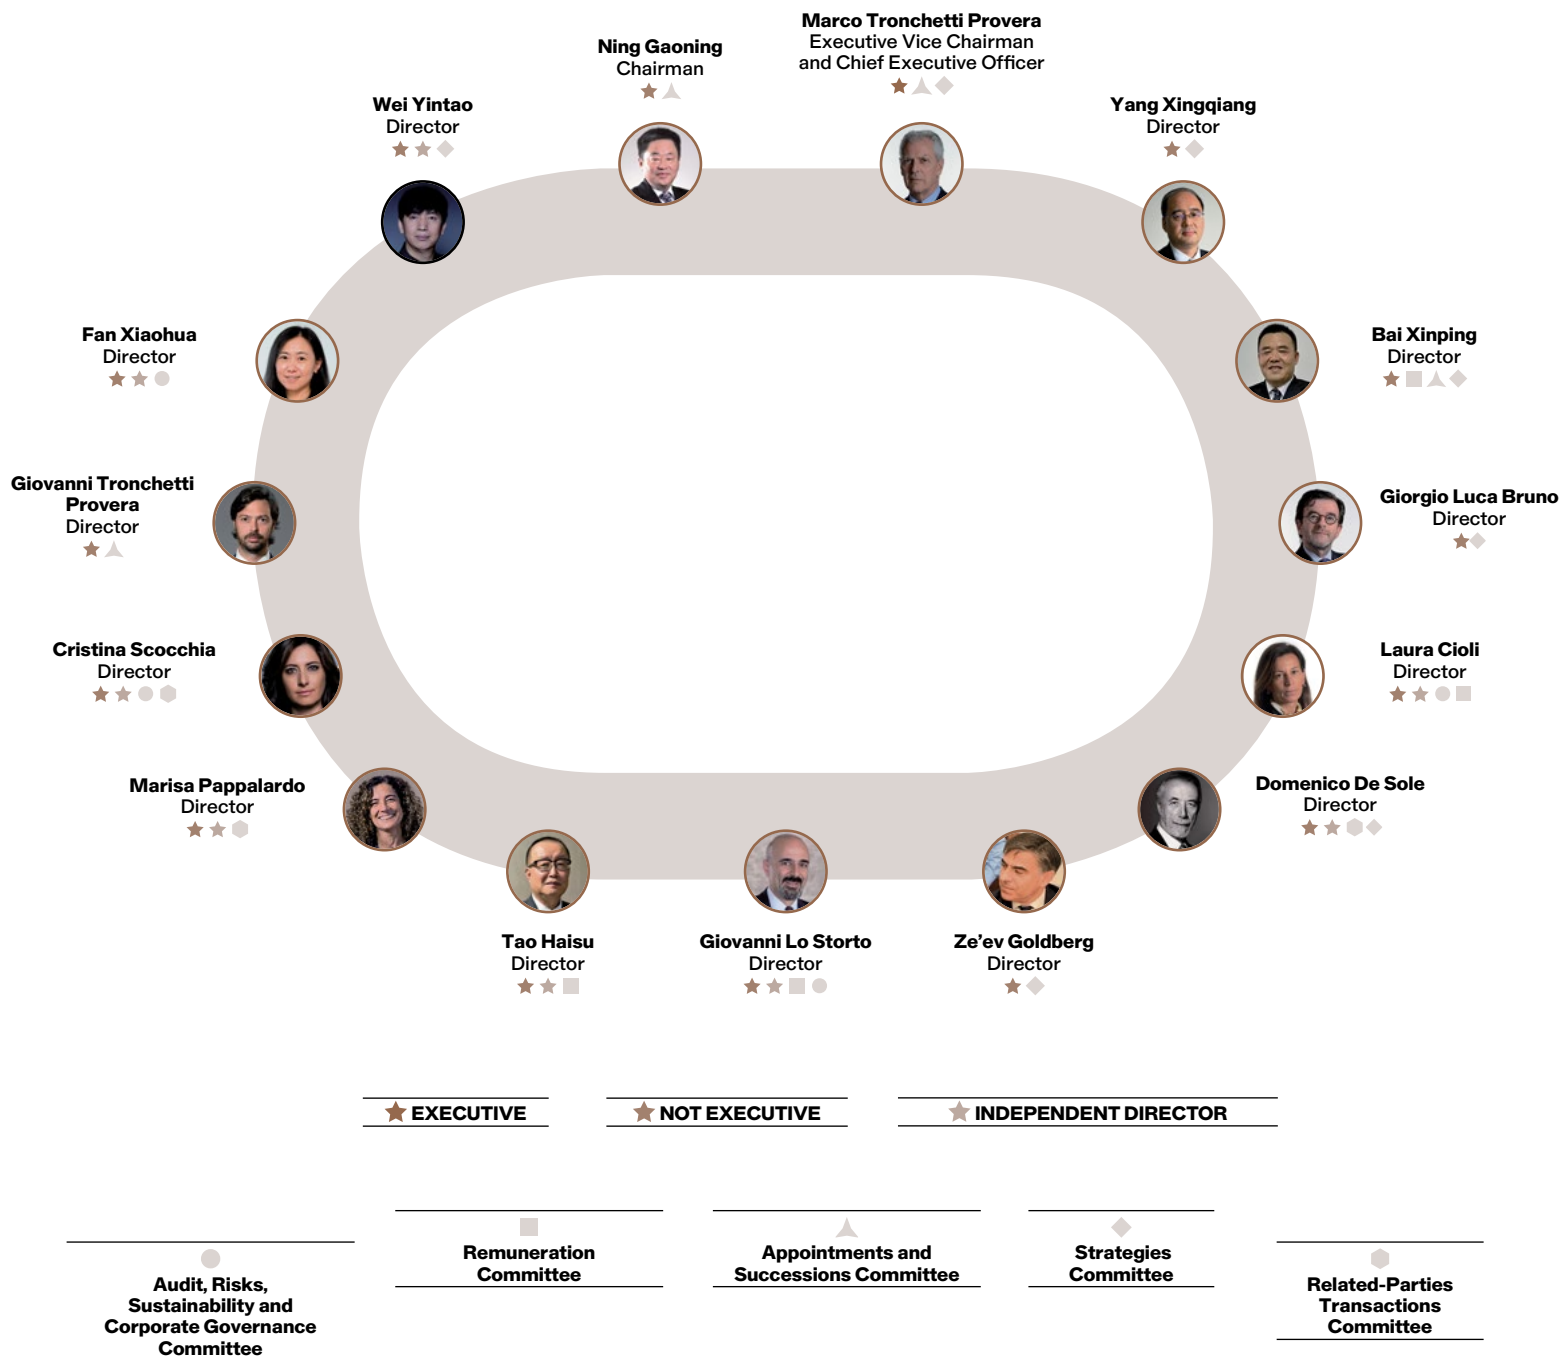 Marco Tronchetti Provera
Executive Vice Chairman
and Chief Executive Officer
Ning Gaoning
Chairman
Wei Yintao
Director
Yang Xingqiang
Director
Fan Xiaohua
Director
Bai Xinping
Director
Giovanni Tronchetti
Provera
Director
Giorgio Luca Bruno
Director
Cristina Scocchia
Director
Laura Cioli
Director
Marisa Pappalardo
Director
Domenico De Sole
Director
Tao Haisu
Director
Giovanni Lo Storto
Director
Ze’ev Goldberg
Director
EXECUTIVE
NOT EXECUTIVE
INDEPENDENT DIRECTOR
Audit, Risks,
Sustainability and
Corporate Governance
Committee
Remuneration
Committee
Appointments and
Successions Committee
Strategies
Committee
Related-Parties
Transactions
Committee